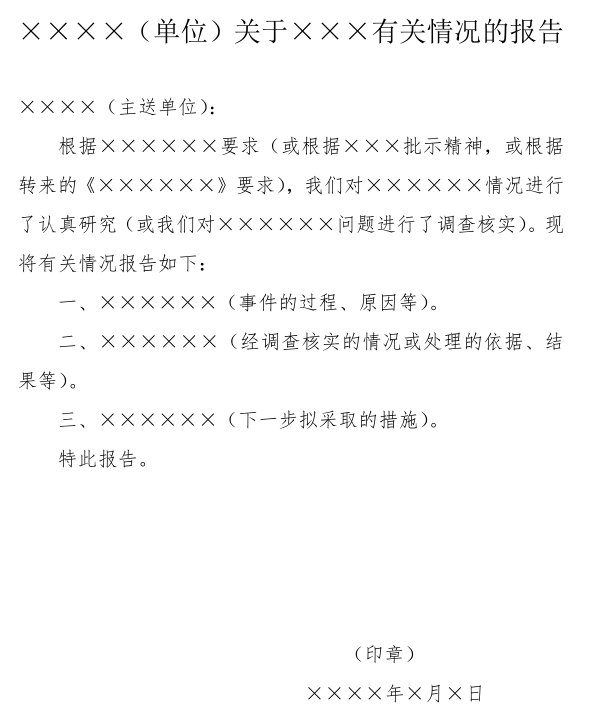 ××××（单位）关于×××有关情况的报告
××××（主送单位）：
根据××××××要求（或根据×××批示精神，或根据
转来的《××××××》要求），我们对××××××情况进行
了认真研究（或我们对××××××问题进行了调查核实）。现
将有关情况报告如下：
一、××××××（事件的过程、原因等）。
二、××××××（经调查核实的情况或处理的依据、结
果等）。
三、××××××（下一步拟采取的措施）。
特此报告。
（印章）
××××年×月×日